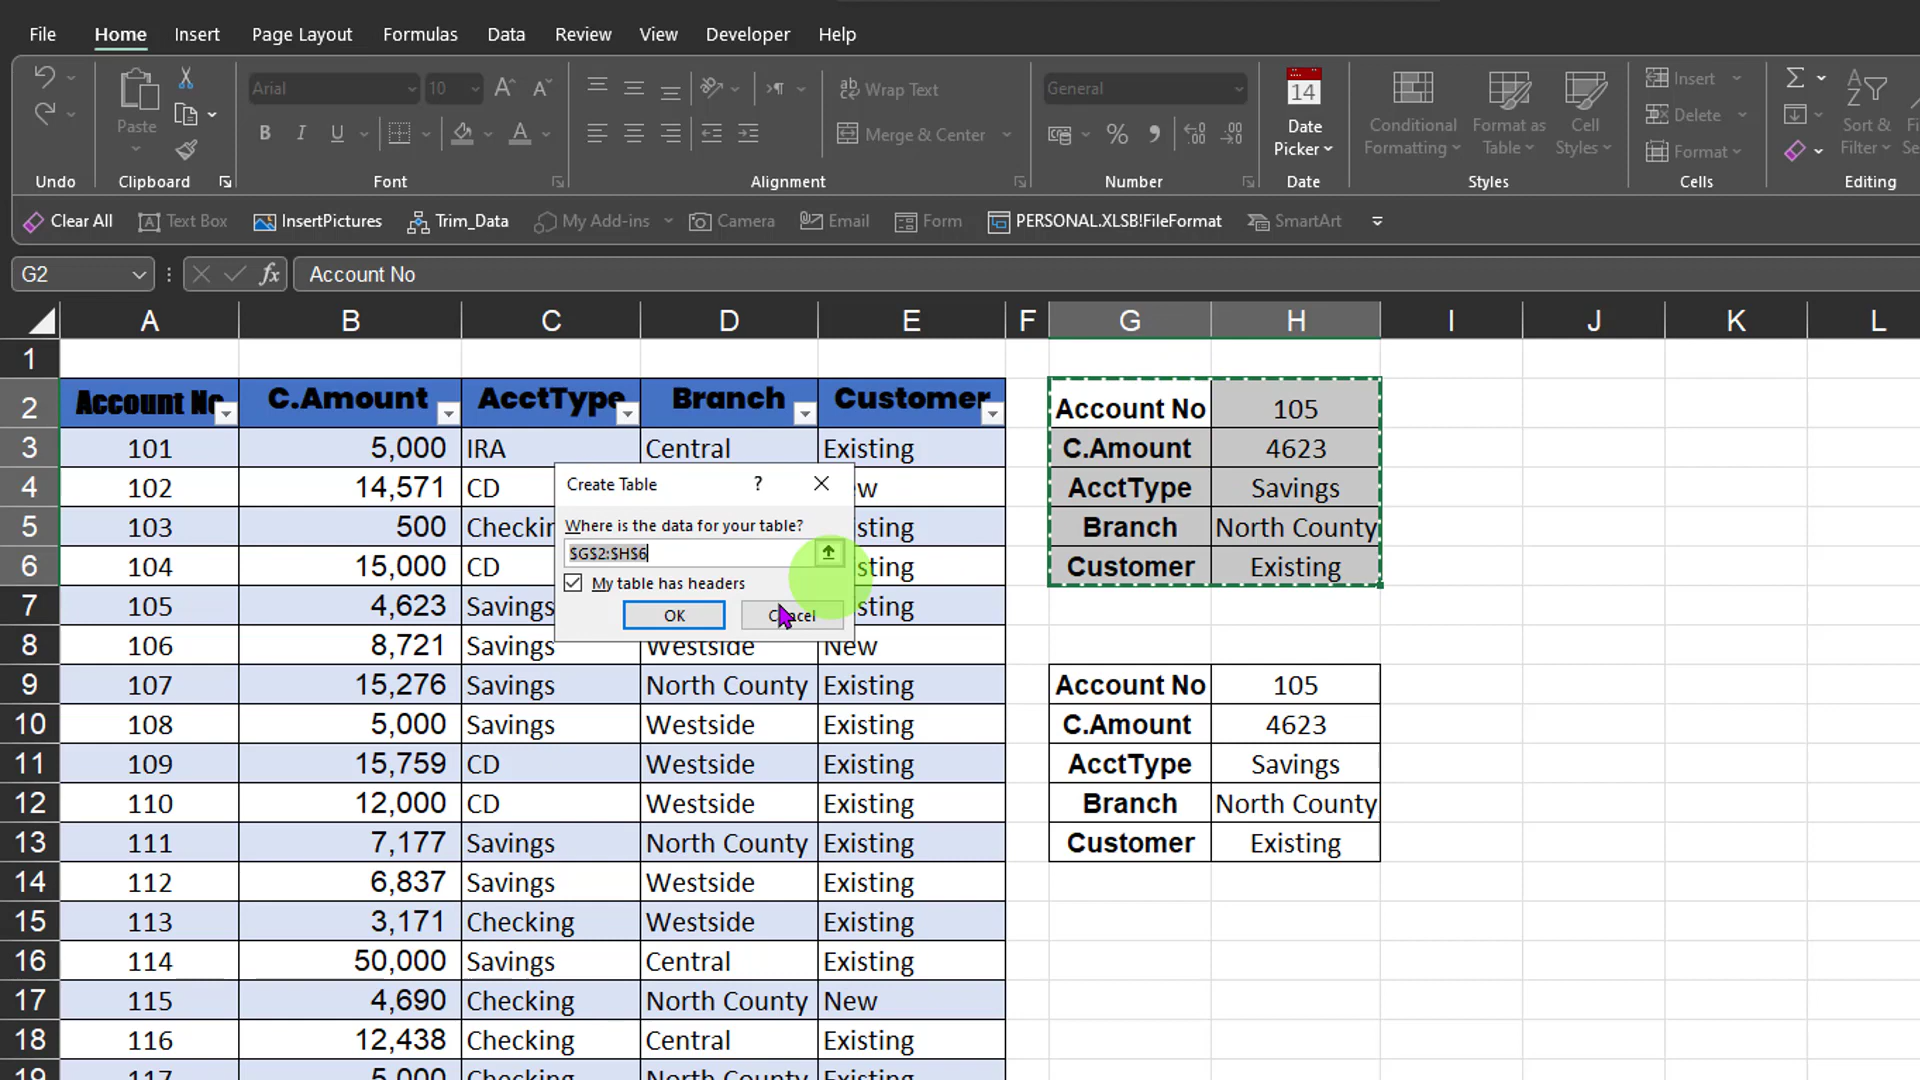 File Home Insert Page Layout Formulas Data Review View Developer Help
Arial 10 Wrap Text General 14 Insert
Paste B I U Merge & Center Date Picker Conditional Formatting Format as Table Cell Styles Delete Sort & Filter
Format
Undo Clipboard Font Alignment Number Date Styles Cells Editing
Clear All Text Box InsertPictures Trim_Data My Add-ins Camera Email Form PERSONAL.XLSB!FileFormat SmartArt
G2 fx Account No
A B C D E F G H I J K L
1
2 Account No C.Amount AcctType Branch Customer Account No 105
3 101 5,000 IRA Central Existing C.Amount 4623
4 102 14,571 CD AcctType Savings
5 103 500 Branch North County
6 104 15,000 CD Customer Existing
7 105 4,623 Savings
8 106 8,721 Savings Westside New
9 107 15,276 Savings North County Existing Account No 105
10 108 5,000 Savings Westside Existing C.Amount 4623
11 109 15,759 CD Westside Existing AcctType Savings
12 110 12,000 CD Westside Existing Branch North County
13 111 7,177 Savings North County Existing Customer Existing
14 112 6,837 Savings Westside Existing
15 113 3,171 Checking Westside Existing
16 114 50,000 Savings Central Existing
17 115 4,690 Checking North County New
18 116 12,438 Checking Central Existing
19 117 5,000 Checking North County Existing
Create Table ?
Where is the data for your table?
$G$2:$H$6
My table has headers
OK Cancel